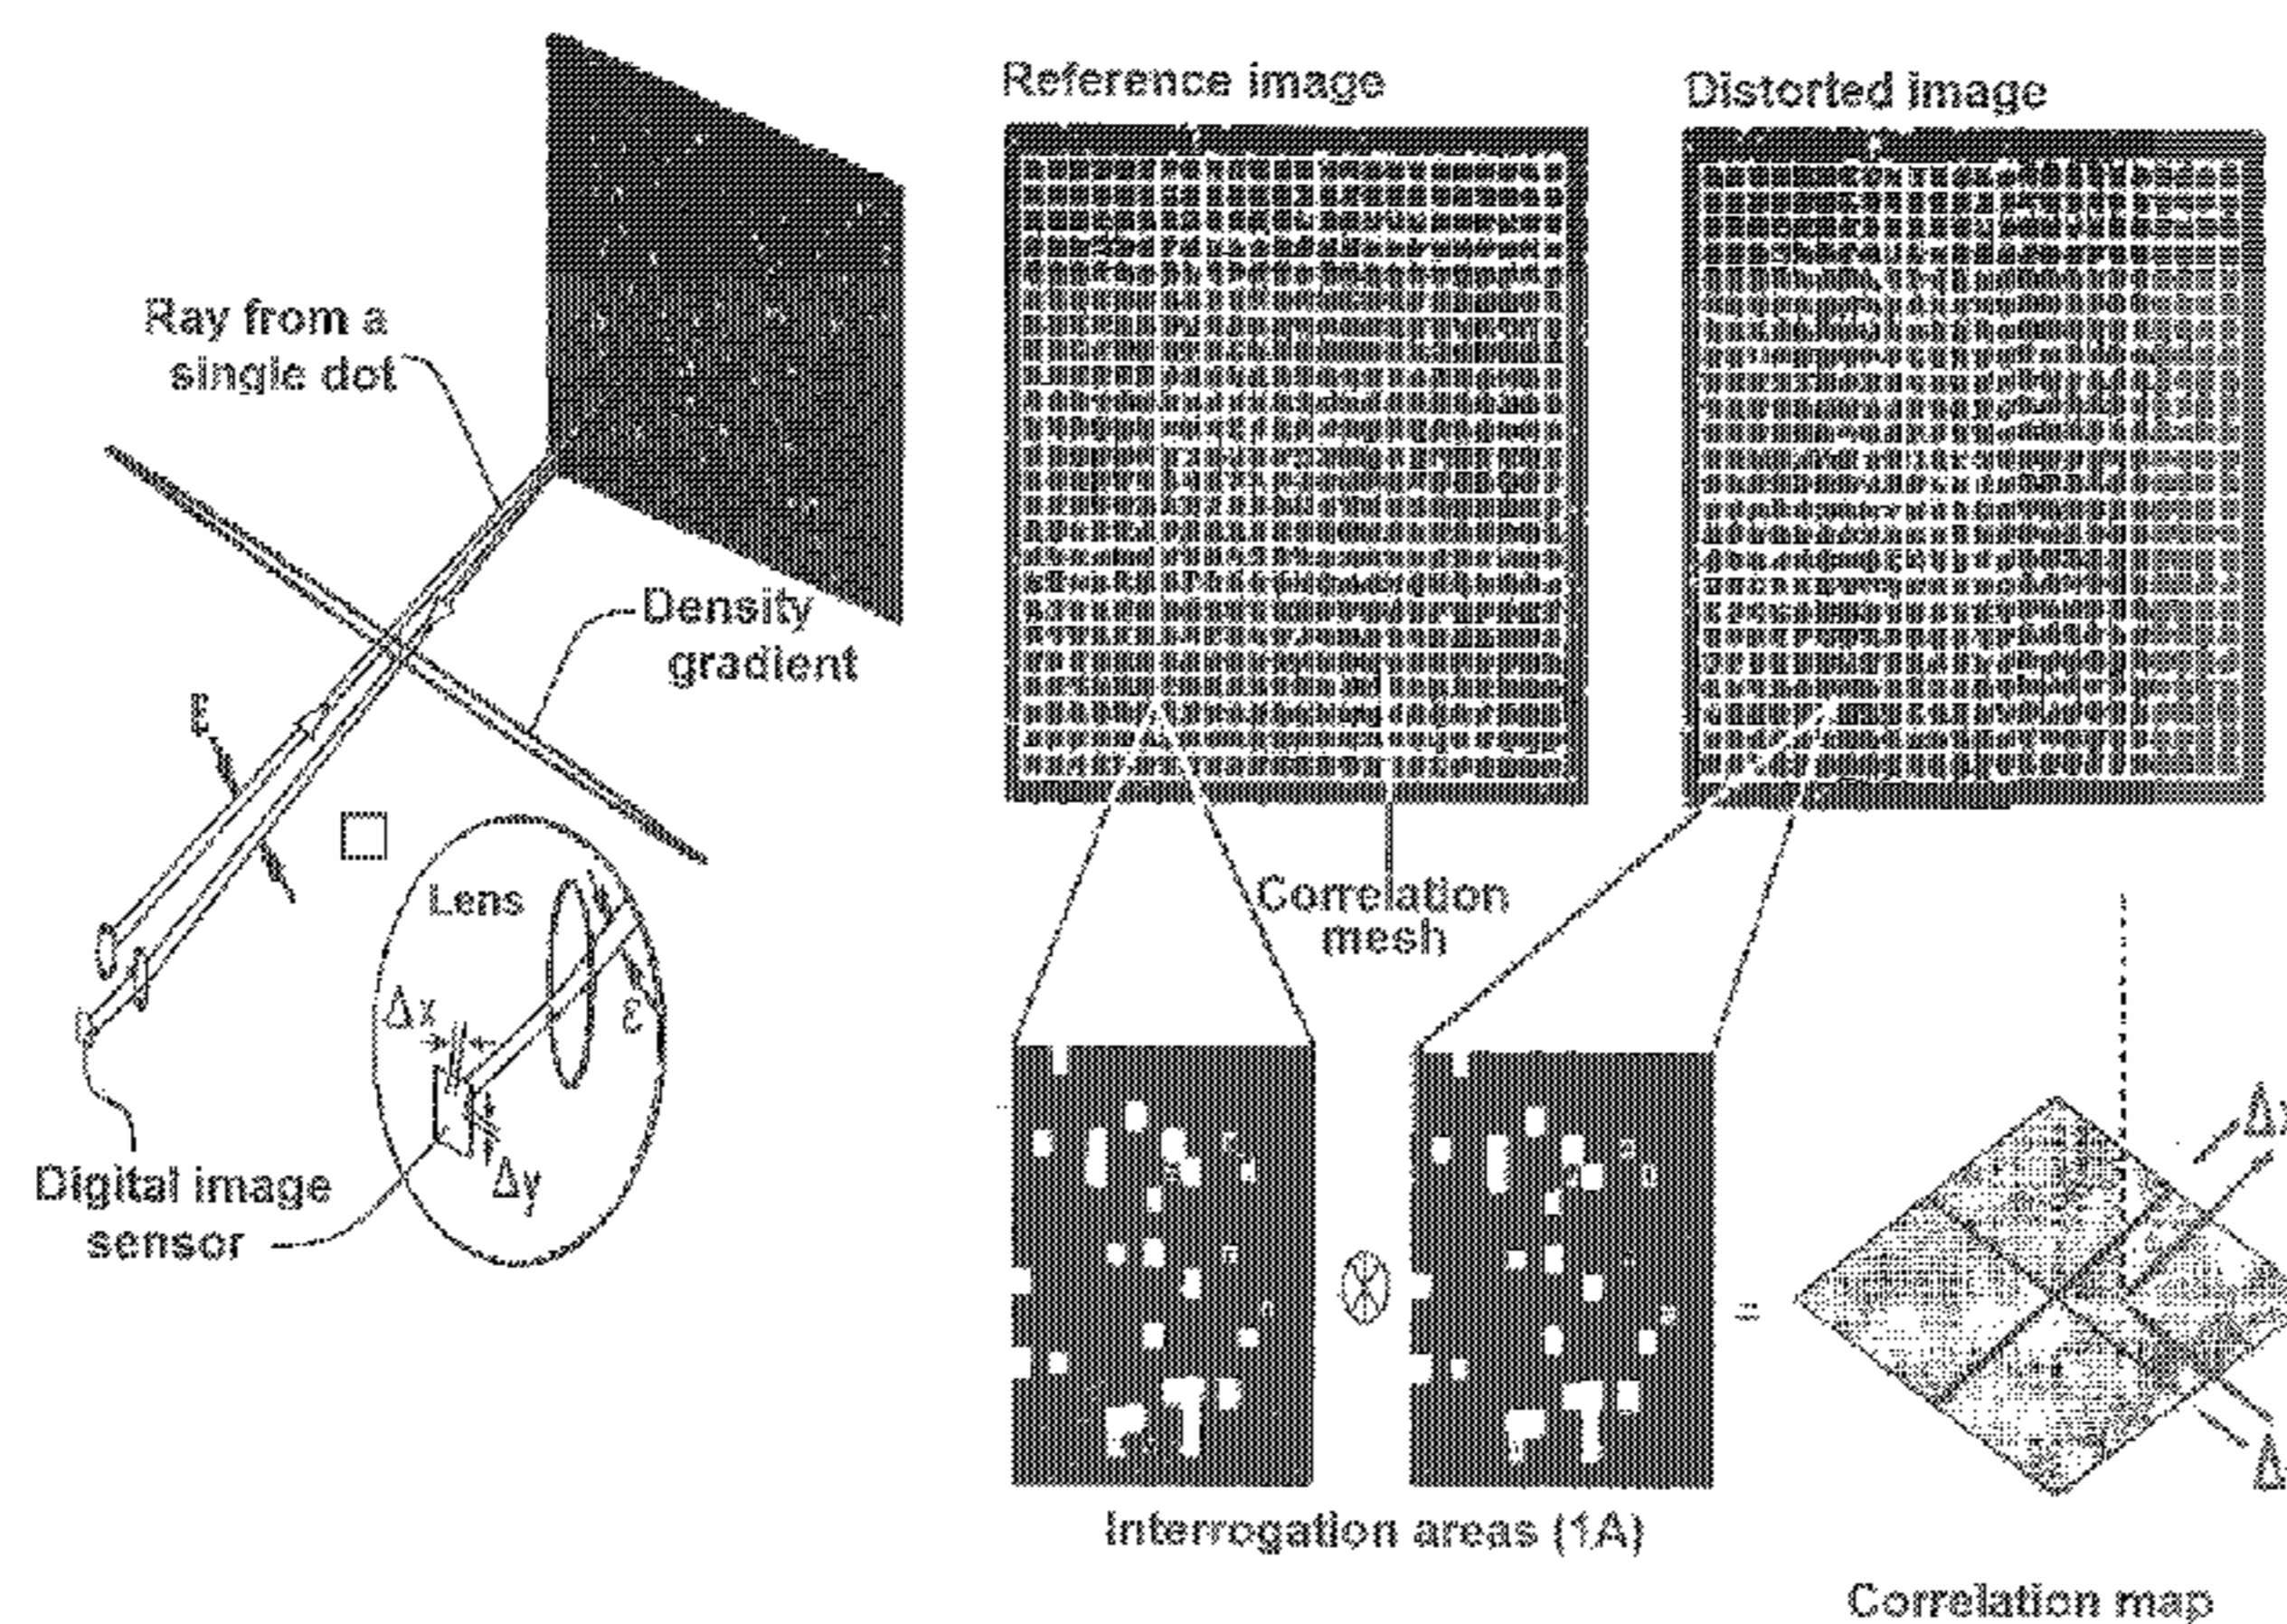 Reference image
Distorted image
Ray from a
single dot
Density
gradient
ε
Lens
Correlation
mesh
Δx
ε
Δy
Digital image
sensor
=
Interrogation areas (1A)
Correlation map